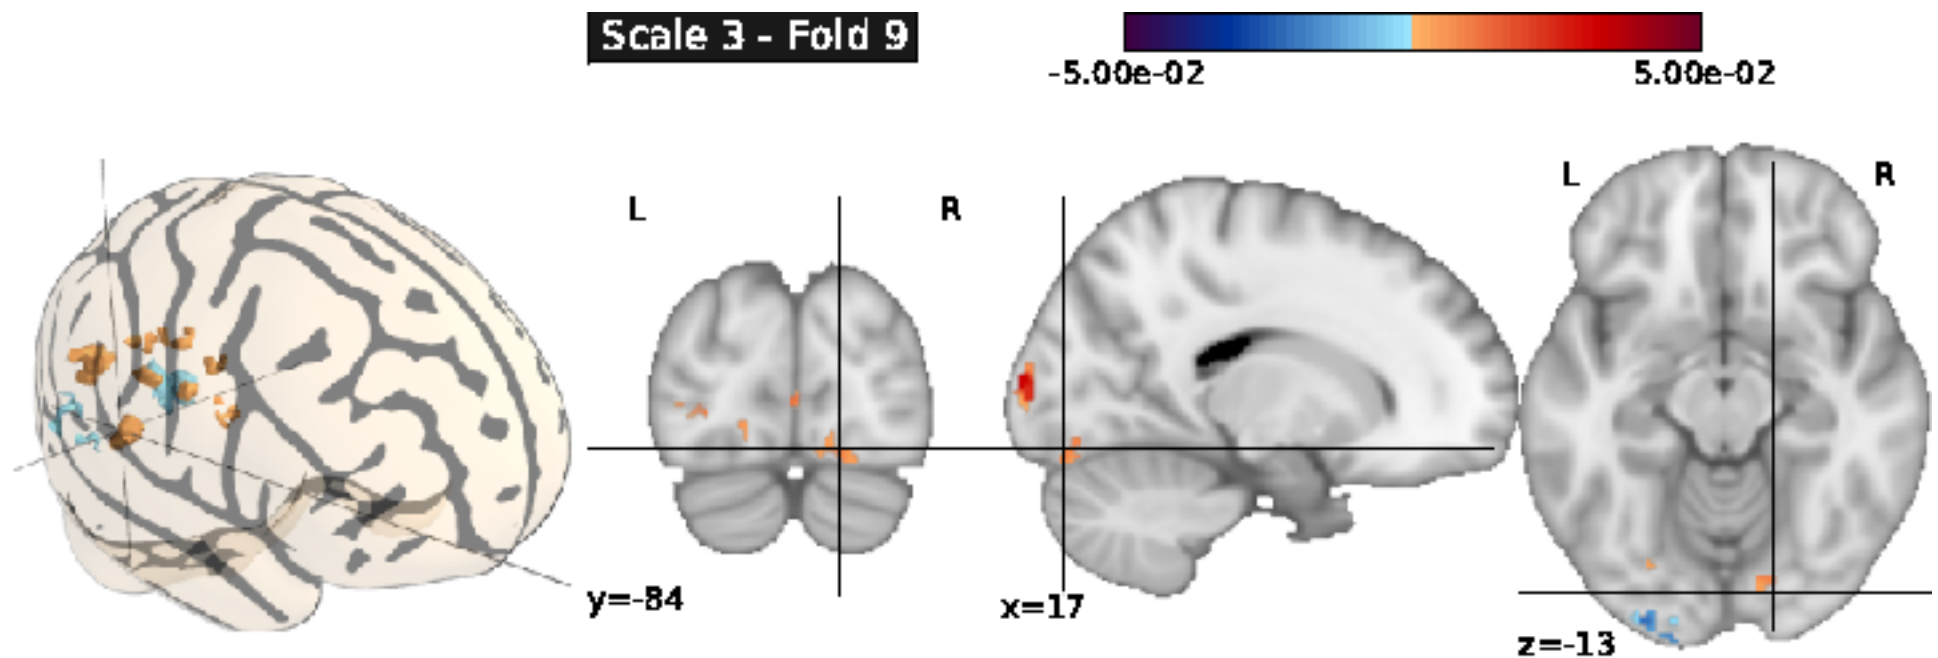 Scale 3 - Fold 9
-5.00e-02 5.00e-02
L R
L R
y=-84
x=17
z=-13